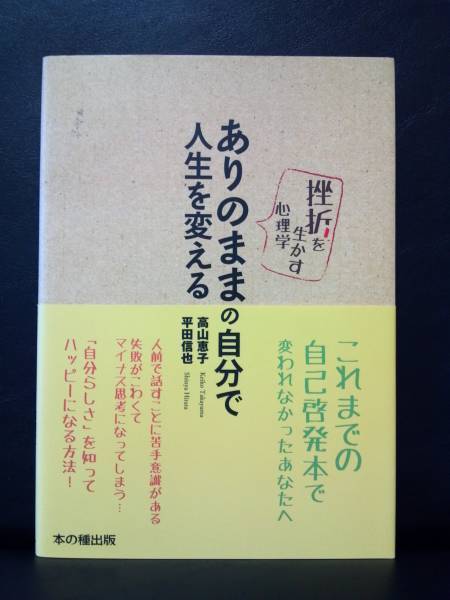 挫折を
生かす
心理学
ありのままの自分で
人生を変える
高山恵子 Keiko Takayama
平田信也 Shinya Hirata
これまでの
自己啓発本で
変われなかったあなたへ
人前で話すことに苦手意識がある
失敗がこわくて
マイナス思考になってしまう…
「自分らしさ」を知って
ハッピーになる方法!
本の種出版